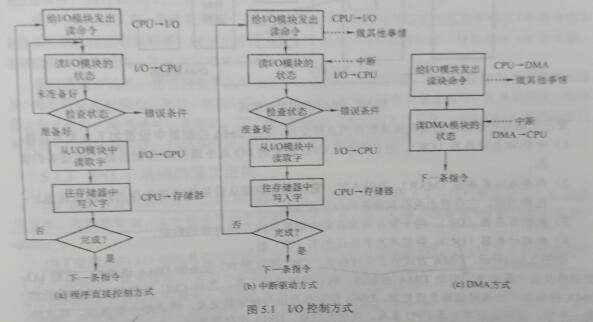 给I/O模块发出
读命令
CPU→I/O
读I/O模块的
状态
I/O→CPU
未准备好
检查状态
错误条件
准备好
从I/O模块中
读取字
I/O→CPU
往存储器中
写入字
CPU→存储器
否
完成?
是
下一条指令
(a) 程序直接控制方式
给I/O模块发出
读命令
CPU→I/O
做其他事情
读I/O模块的
状态
中断
I/O→CPU
检查状态
错误条件
准备好
从I/O模块中
读取字
I/O→CPU
往存储器中
写入字
CPU→存储器
否
完成?
是
下一条指令
(b) 中断驱动方式
给I/O模块发出
读块命令
CPU→DMA
做其他事情
读DMA模块的
状态
中断
DMA→CPU
下一条指令
(c) DMA方式
图 5.1 I/O 控制方式